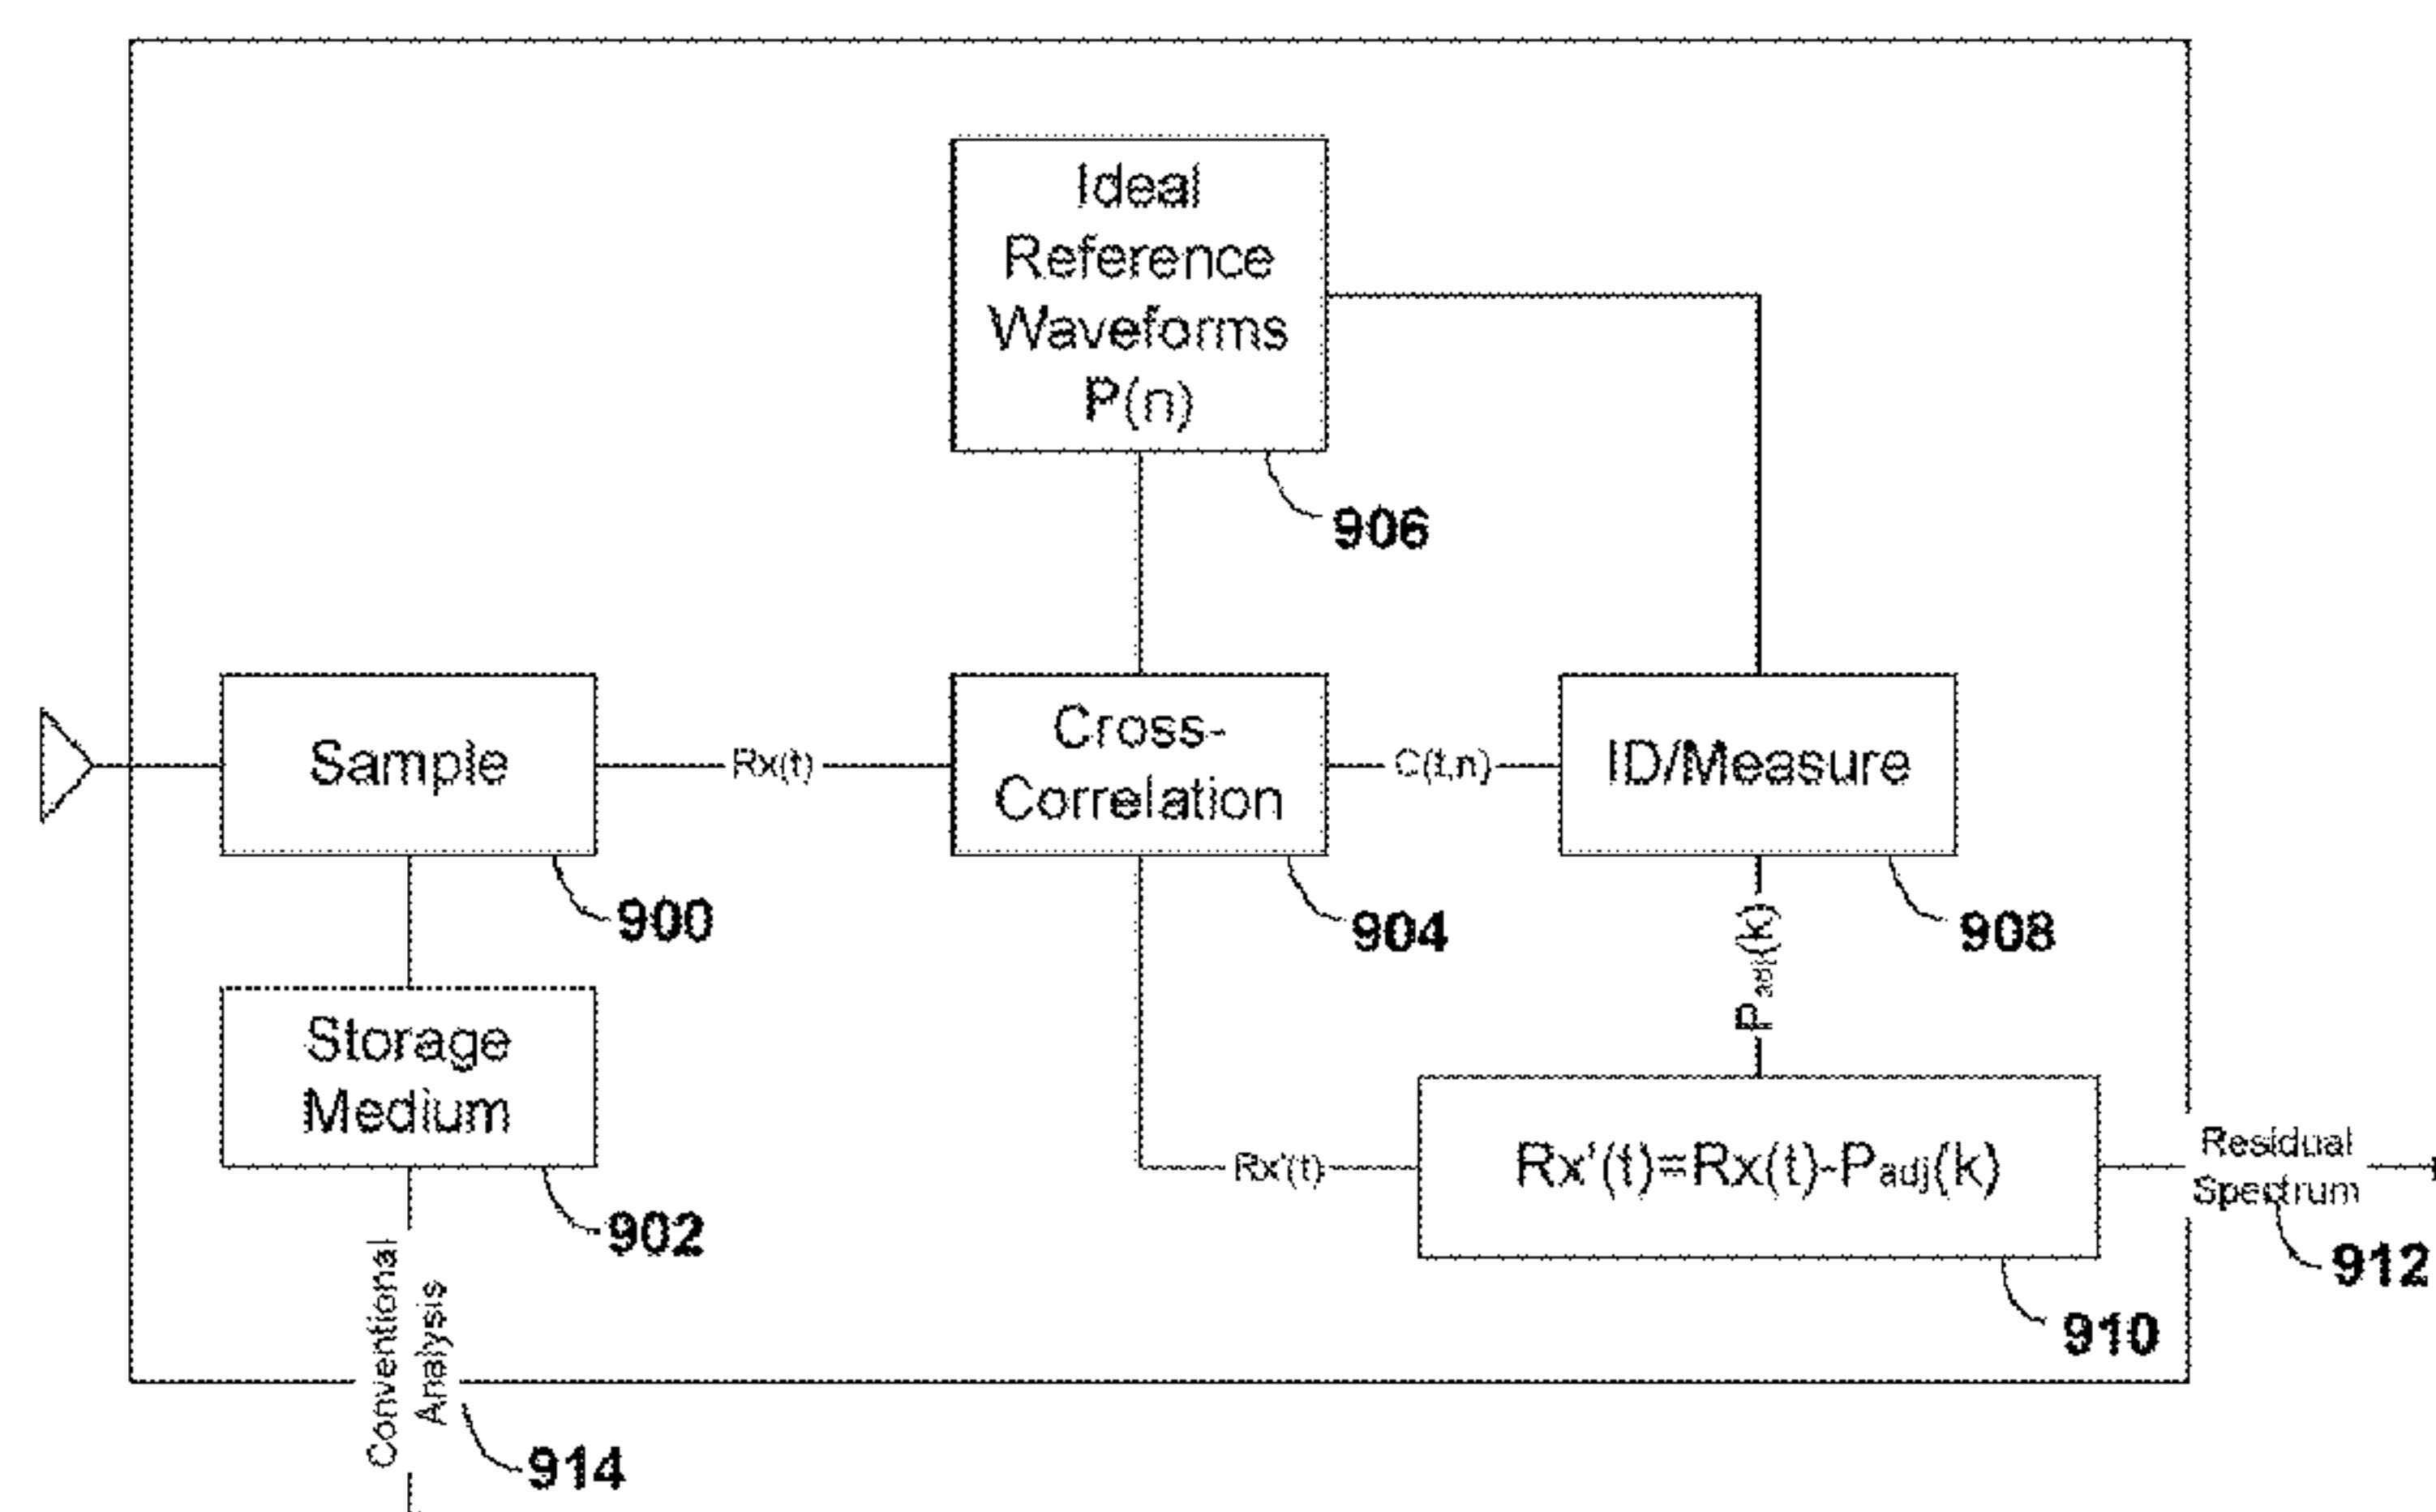 Ideal
Reference
Waveforms
P(n)
906
Sample
Rx(t)
Cross-
Correlation
C(t,n)
ID/Measure
900
904
908
Padj(k)
Storage
Medium
902
Rx'(t)
Rx'(t)=Rx(t)-Padj(k)
Residual
Spectrum
912
910
Conventional
Analysis
914